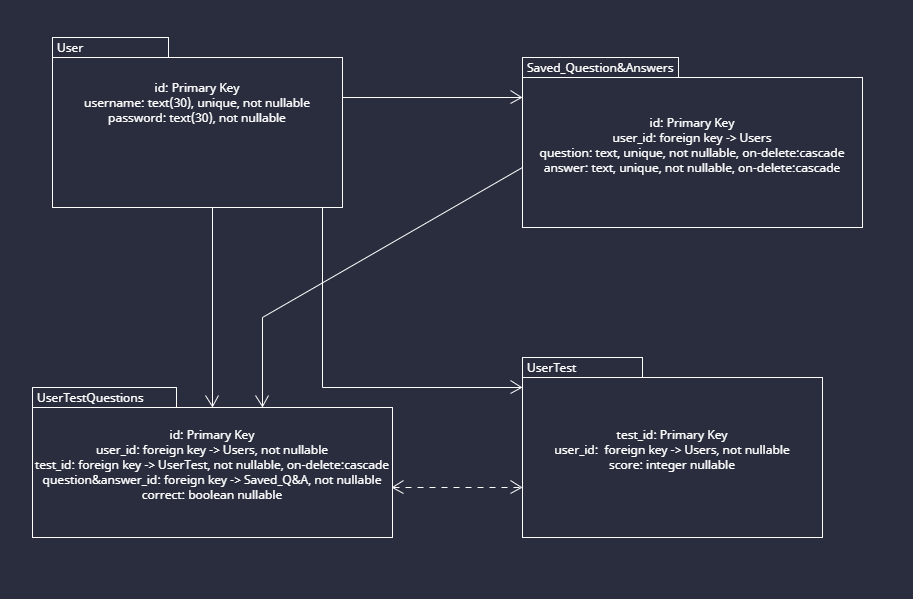 User
id: Primary Key
username: text(30), unique, not nullable
password: text(30), not nullable
Saved_Question&Answers
id: Primary Key
user_id: foreign key -> Users
question: text, unique, not nullable, on-delete:cascade
answer: text, unique, not nullable, on-delete:cascade
UserTestQuestions
id: Primary Key
user_id: foreign key -> Users, not nullable
test_id: foreign key -> UserTest, not nullable, on-delete:cascade
question&answer_id: foreign key -> Saved_Q&A, not nullable
correct: boolean nullable
UserTest
test_id: Primary Key
user_id:  foreign key -> Users, not nullable
score: integer nullable